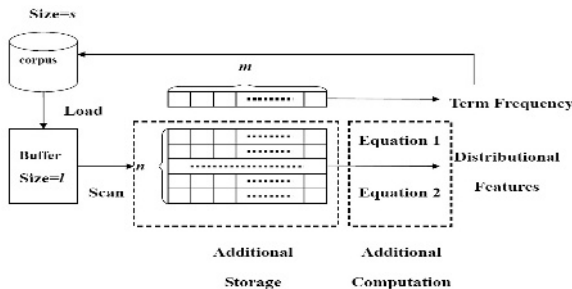 Size=s
corpus
m
Load
Term Frequency
Buffer
Size=l
n
Scan
Equation 1
Equation 2
Distributional
Features
Additional
Storage
Additional
Computation